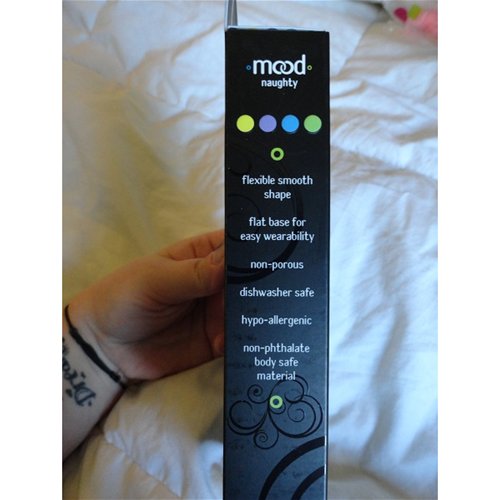 mood
naughty
flexible smooth
shape
flat base for
easy wearability
non-porous
dishwasher safe
hypo-allergenic
non-phthalate
body safe
material